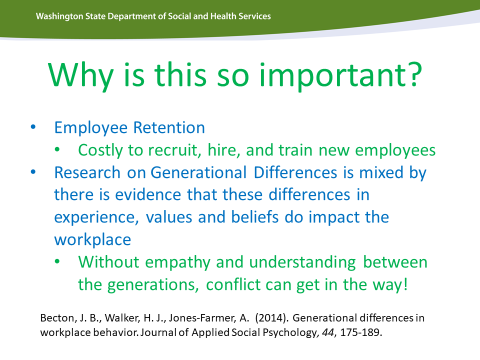 Washington State Department of Social and Health Services
Why is this so important?
• Employee Retention
• Costly to recruit, hire, and train new employees
• Research on Generational Differences is mixed by
there is evidence that these differences in
experience, values and beliefs do impact the
workplace
• Without empathy and understanding between
the generations, conflict can get in the way!
Becton, J. B., Walker, H. J., Jones-Farmer, A. (2014). Generational differences in
workplace behavior. Journal of Applied Social Psychology, 44, 175-189.